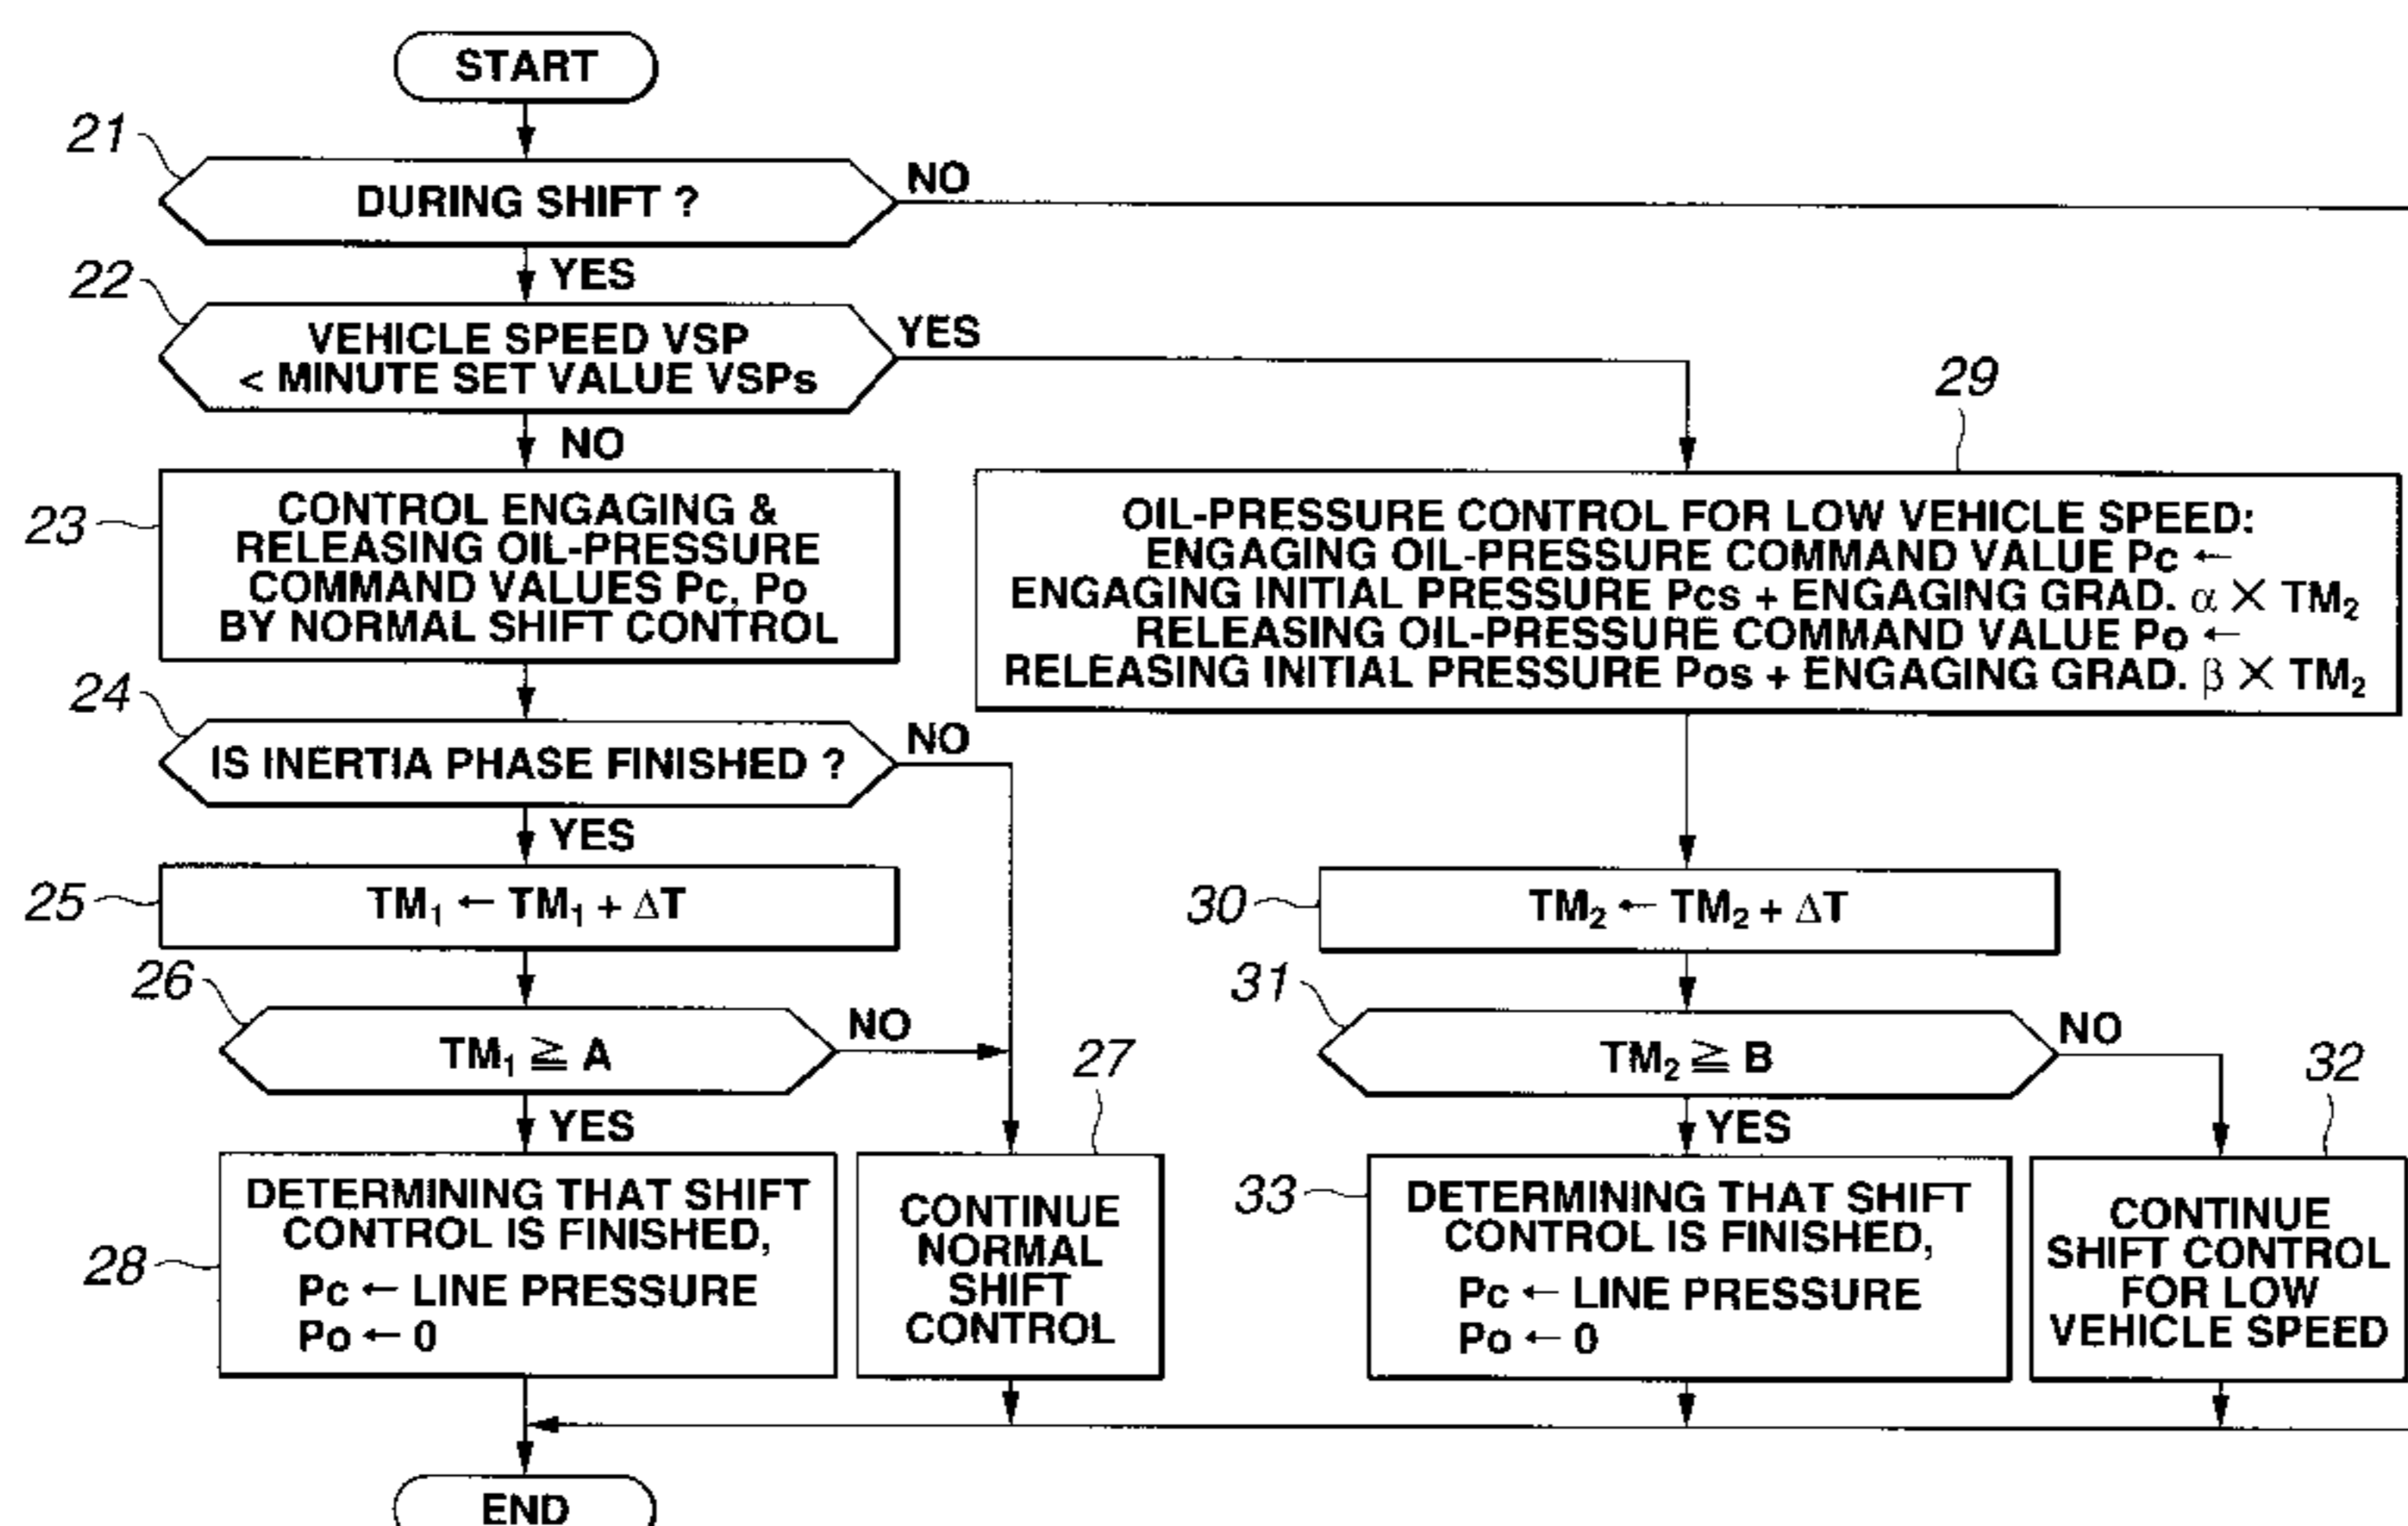 START
21
DURING SHIFT ?
NO
YES
22
VEHICLE SPEED VSP
< MINUTE SET VALUE VSPs
YES
NO
23
CONTROL ENGAGING &
RELEASING OIL-PRESSURE
COMMAND VALUES Pc, Po
BY NORMAL SHIFT CONTROL
29
OIL-PRESSURE CONTROL FOR LOW VEHICLE SPEED:
ENGAGING OIL-PRESSURE COMMAND VALUE Pc ←
ENGAGING INITIAL PRESSURE Pcs + ENGAGING GRAD. α × TM₂
RELEASING OIL-PRESSURE COMMAND VALUE Po ←
RELEASING INITIAL PRESSURE Pos + ENGAGING GRAD. β × TM₂
24
IS INERTIA PHASE FINISHED ?
NO
YES
25
TM₁ ← TM₁ + ΔT
30
TM₂ ← TM₂ + ΔT
26
TM₁ ≧ A
NO
YES
31
TM₂ ≧ B
NO
YES
28
DETERMINING THAT SHIFT
CONTROL IS FINISHED,
Pc ← LINE PRESSURE
Po ← 0
27
CONTINUE
NORMAL
SHIFT
CONTROL
33
DETERMINING THAT SHIFT
CONTROL IS FINISHED,
Pc ← LINE PRESSURE
Po ← 0
32
CONTINUE
SHIFT CONTROL
FOR LOW
VEHICLE SPEED
END